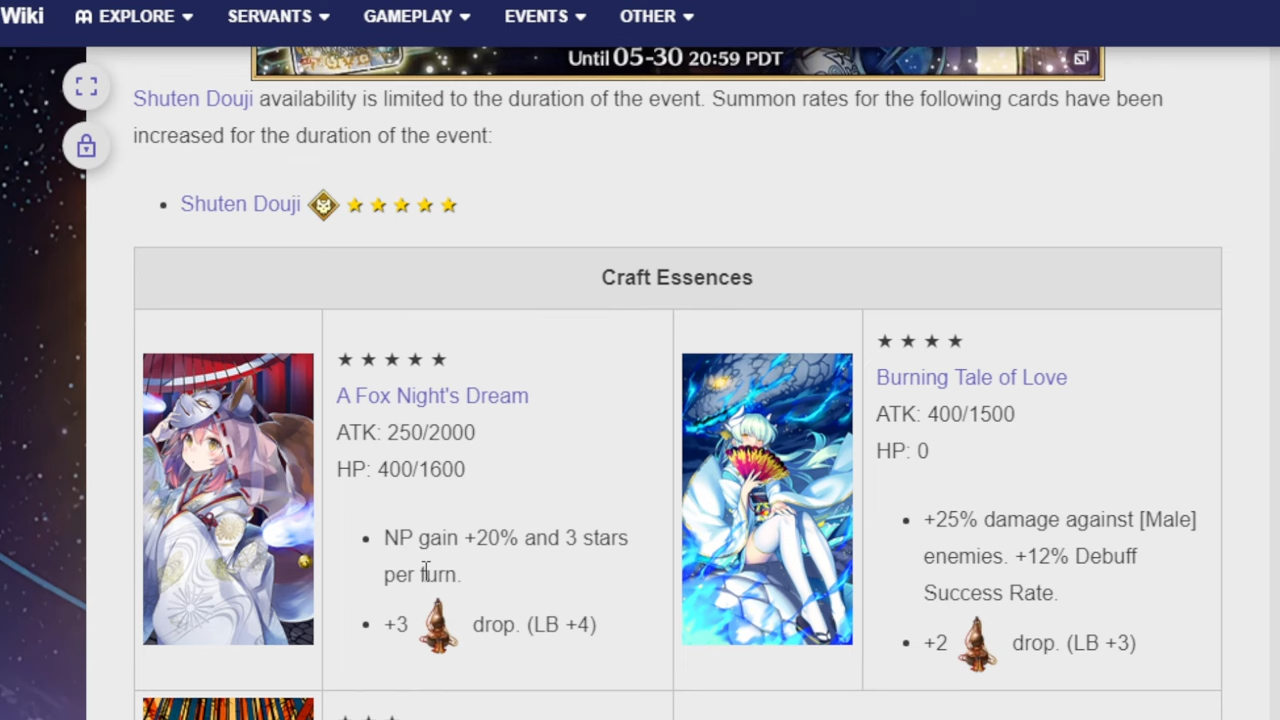 Wiki EXPLORE SERVANTS GAMEPLAY EVENTS OTHER
Until 05-30 20:59 PDT
Shuten Douji availability is limited to the duration of the event. Summon rates for the following cards have been
increased for the duration of the event:
• Shuten Douji ★ ★ ★ ★ ★
Craft Essences
★ ★ ★ ★ ★
A Fox Night's Dream
ATK: 250/2000
HP: 400/1600
• NP gain +20% and 3 stars
per turn.
• +3 drop. (LB +4)
★ ★ ★ ★
Burning Tale of Love
ATK: 400/1500
HP: 0
• +25% damage against [Male]
enemies. +12% Debuff
Success Rate.
• +2 drop. (LB +3)
★ ★ ★